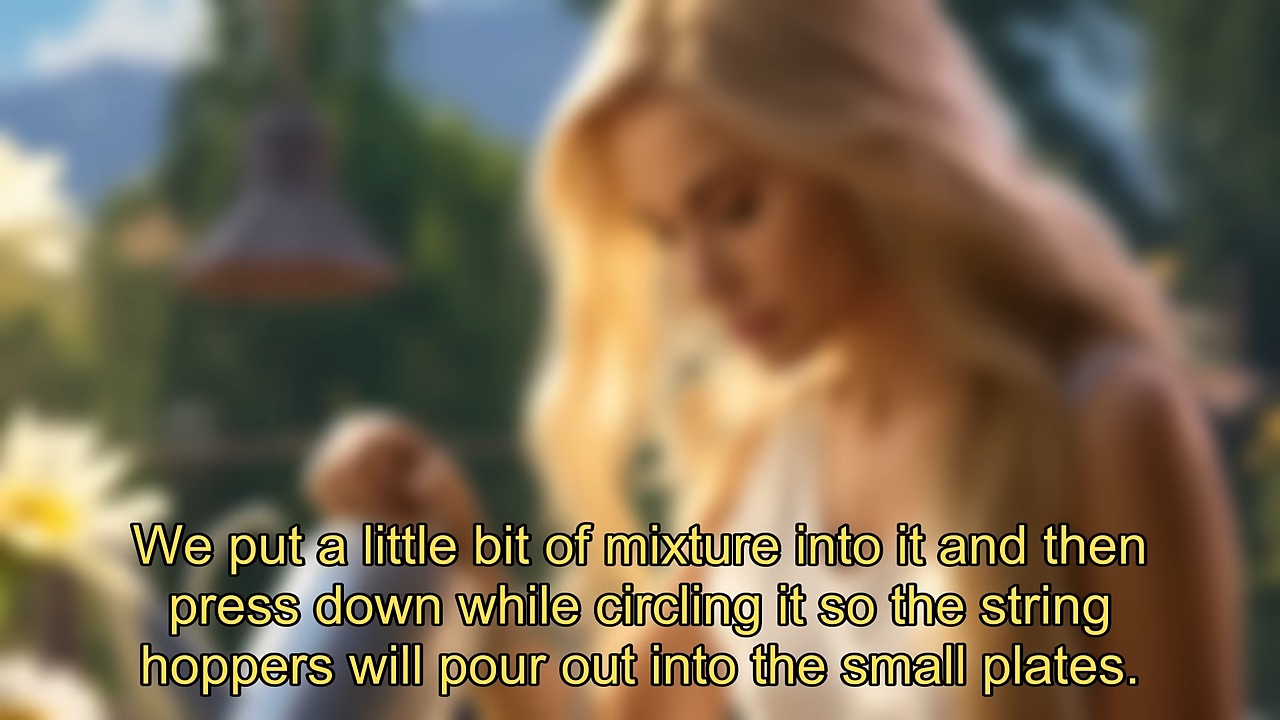 We put a little bit of mixture into it and then
press down while circling it so the string
hoppers will pour out into the small plates.